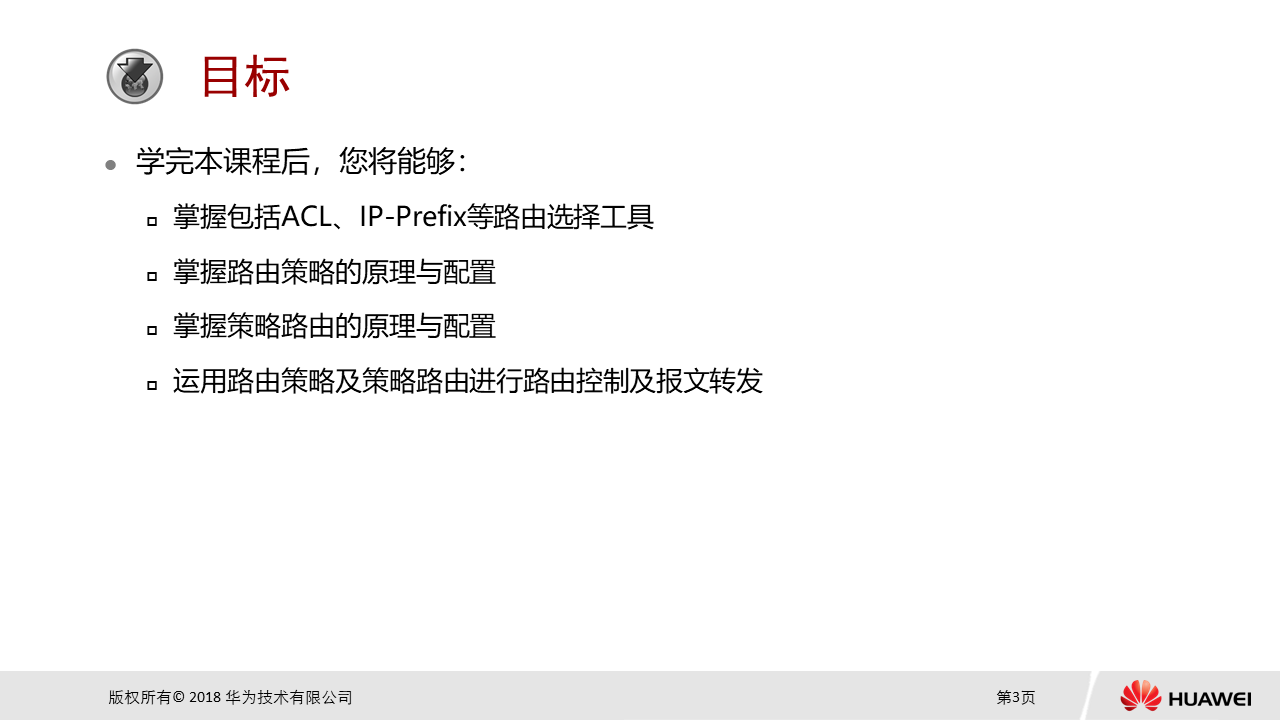 目标
学完本课程后，您将能够：
掌握包括ACL、IP-Prefix等路由选择工具
掌握路由策略的原理与配置
掌握策略路由的原理与配置
运用路由策略及策略路由进行路由控制及报文转发
版权所有© 2018 华为技术有限公司
第3页
HUAWEI